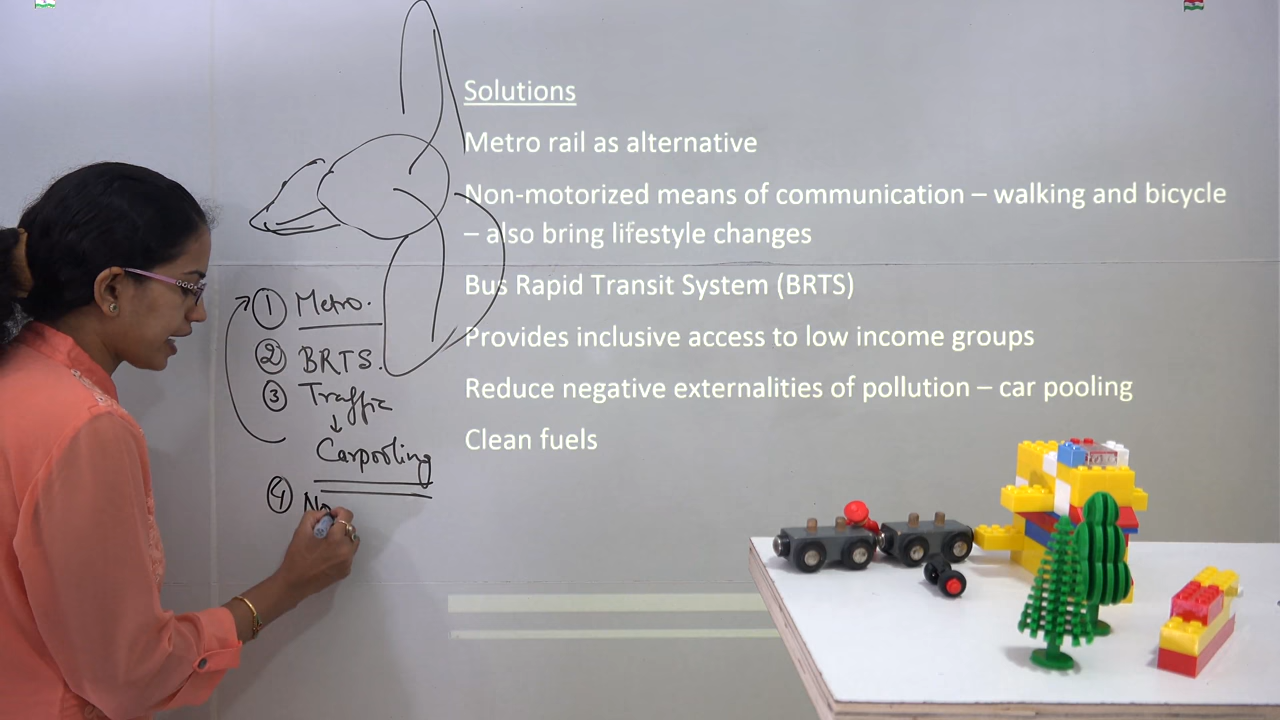 Solutions
Metro rail as alternative
Non-motorized means of communication – walking and bicycle
– also bring lifestyle changes
Bus Rapid Transit System (BRTS)
Provides inclusive access to low income groups
Reduce negative externalities of pollution – car pooling
Clean fuels
① Metro.
② BRTS.
③ Traffic
↓
Carpooling
④ No